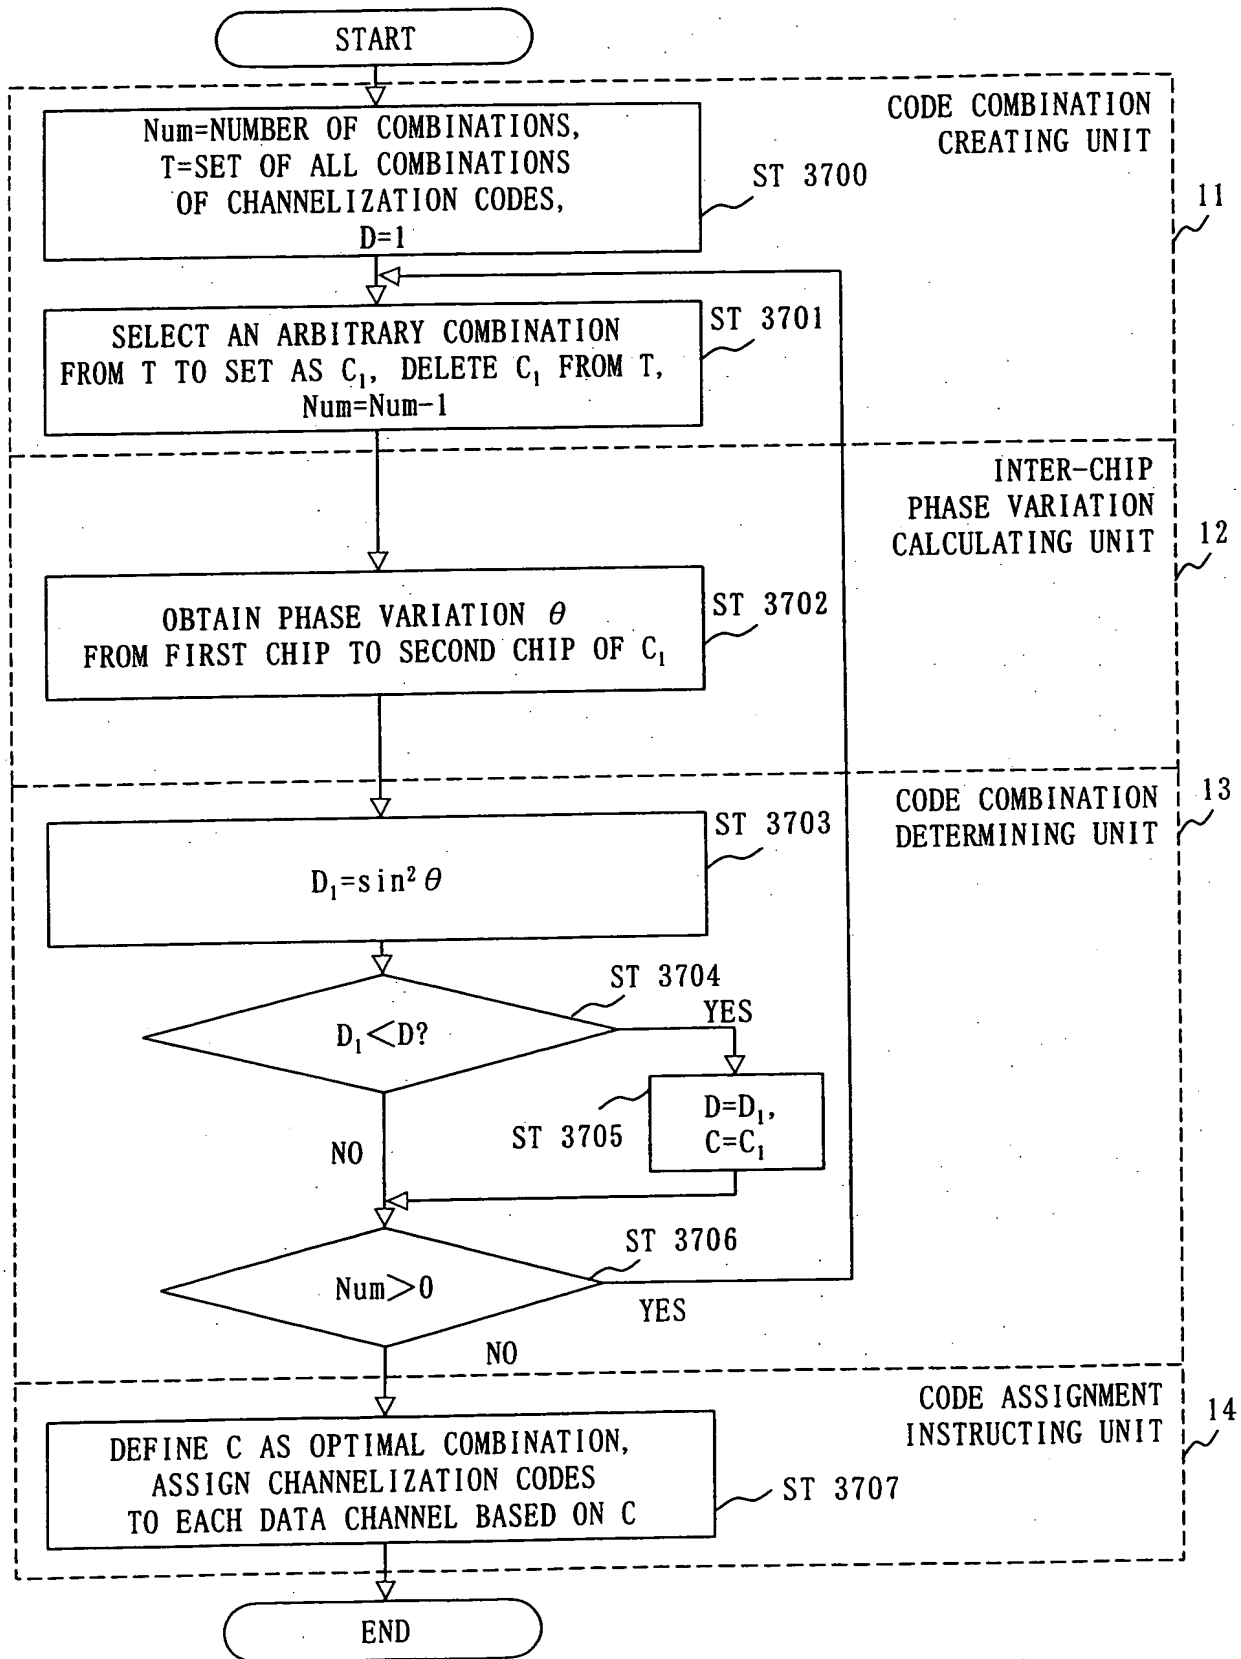 START
CODE COMBINATION
CREATING UNIT
Num=NUMBER OF COMBINATIONS,
T=SET OF ALL COMBINATIONS
OF CHANNELIZATION CODES,
D=1
ST 3700
11
SELECT AN ARBITRARY COMBINATION
FROM T TO SET AS C₁, DELETE C₁ FROM T,
Num=Num-1
ST 3701
INTER-CHIP
PHASE VARIATION
CALCULATING UNIT
12
OBTAIN PHASE VARIATION θ
FROM FIRST CHIP TO SECOND CHIP OF C₁
ST 3702
CODE COMBINATION
DETERMINING UNIT
13
ST 3703
D₁=sin² θ
ST 3704
D₁<D?
YES
D=D₁,
C=C₁
ST 3705
NO
ST 3706
Num>0
YES
NO
CODE ASSIGNMENT
INSTRUCTING UNIT
14
DEFINE C AS OPTIMAL COMBINATION,
ASSIGN CHANNELIZATION CODES
TO EACH DATA CHANNEL BASED ON C
ST 3707
END